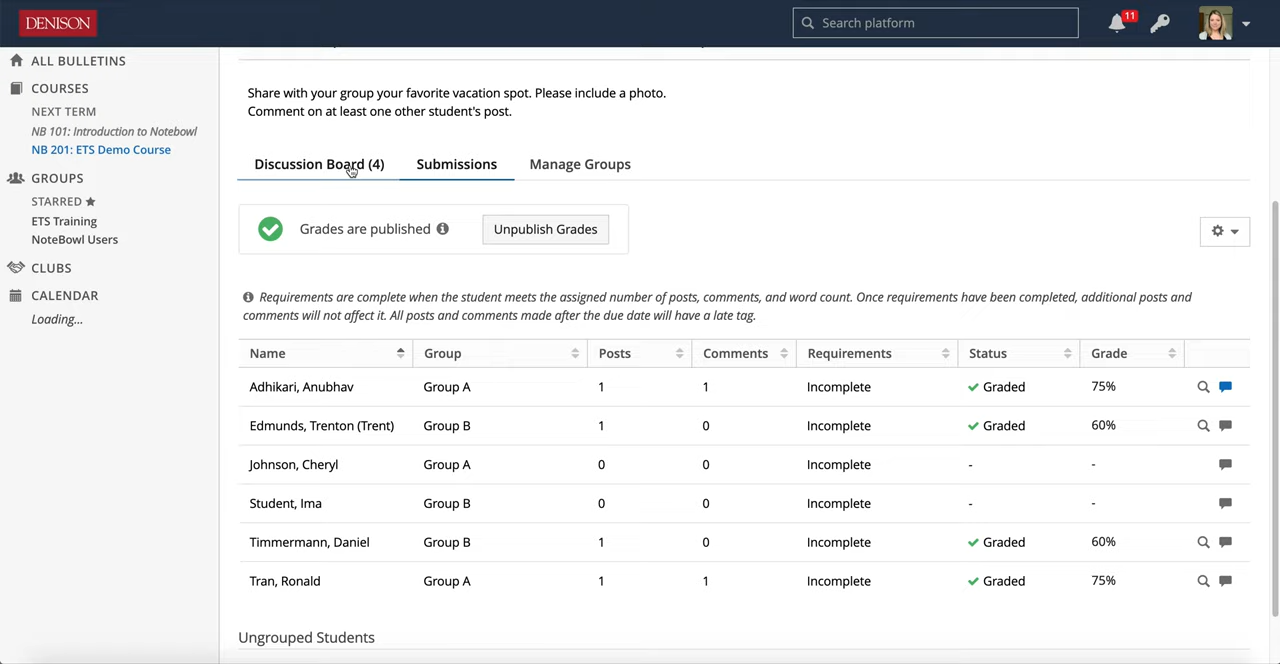 DENISON
Search platform
11
ALL BULLETINS
COURSES
NEXT TERM
NB 101: Introduction to Notebowl
NB 201: ETS Demo Course
GROUPS
STARRED
ETS Training
NoteBowl Users
CLUBS
CALENDAR
Loading...
Share with your group your favorite vacation spot. Please include a photo.
Comment on at least one other student's post.
Discussion Board (4) Submissions Manage Groups
Grades are published Unpublish Grades
Requirements are complete when the student meets the assigned number of posts, comments, and word count. Once requirements have been completed, additional posts and
comments will not affect it. All posts and comments made after the due date will have a late tag.
Name Group Posts Comments Requirements Status Grade
Adhikari, Anubhav Group A 1 1 Incomplete Graded 75%
Edmunds, Trenton (Trent) Group B 1 0 Incomplete Graded 60%
Johnson, Cheryl Group A 0 0 Incomplete - -
Student, Ima Group B 0 0 Incomplete - -
Timmermann, Daniel Group B 1 0 Incomplete Graded 60%
Tran, Ronald Group A 1 1 Incomplete Graded 75%
Ungrouped Students